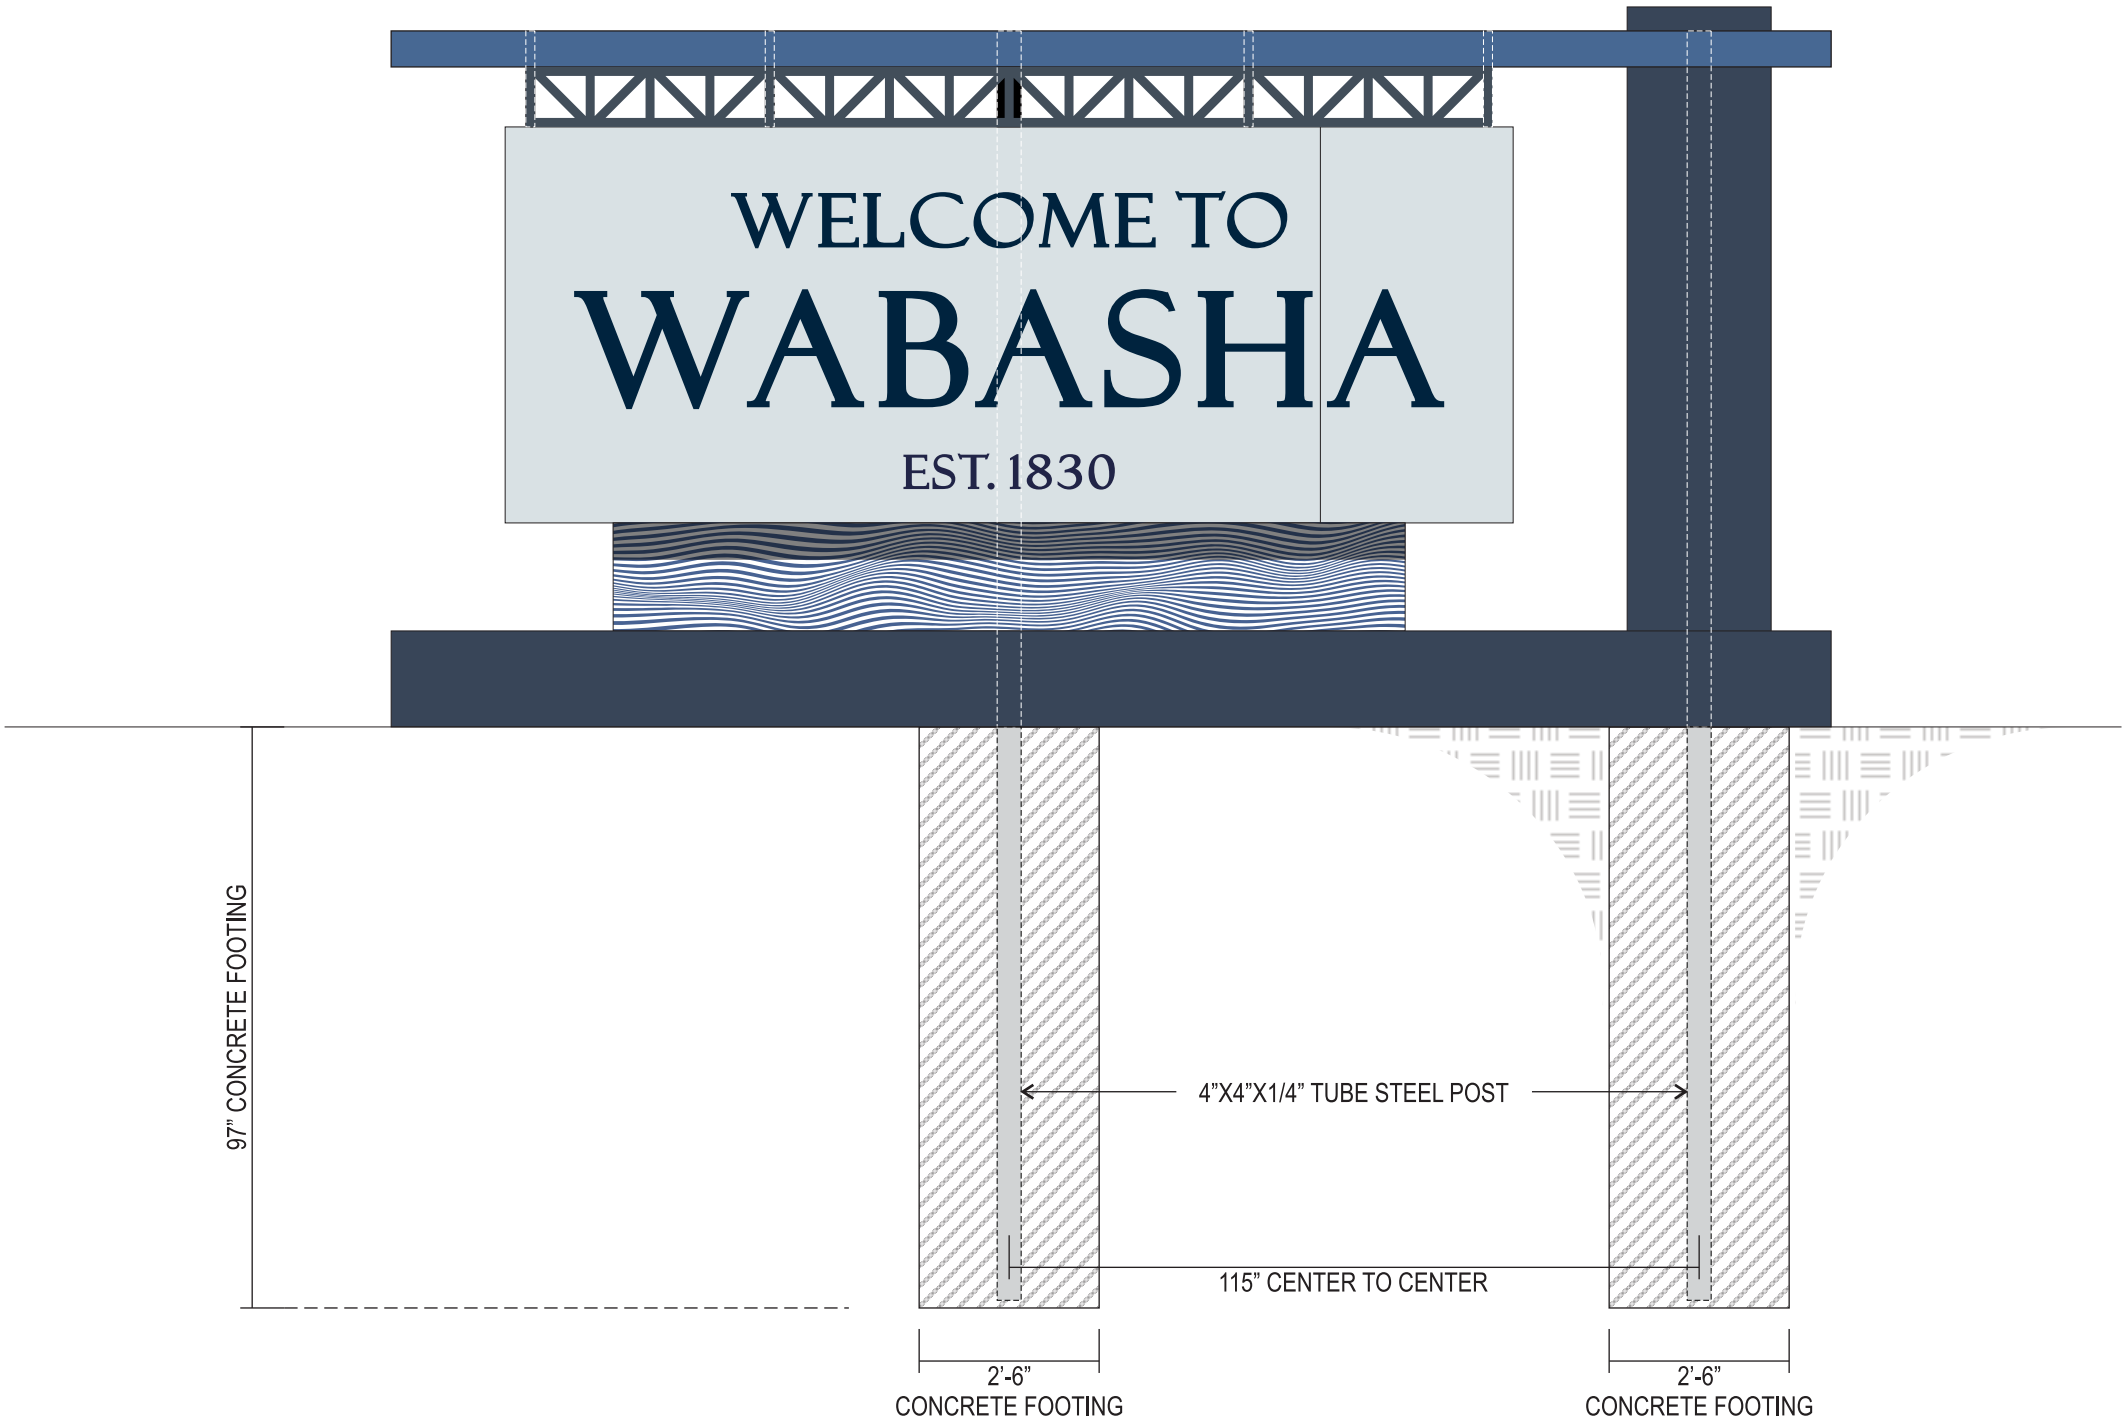 WELCOME TO
WABASHA
EST. 1830
97” CONCRETE FOOTING
4”X4”X1/4” TUBE STEEL POST
115” CENTER TO CENTER
2’-6”
CONCRETE FOOTING
2’-6”
CONCRETE FOOTING